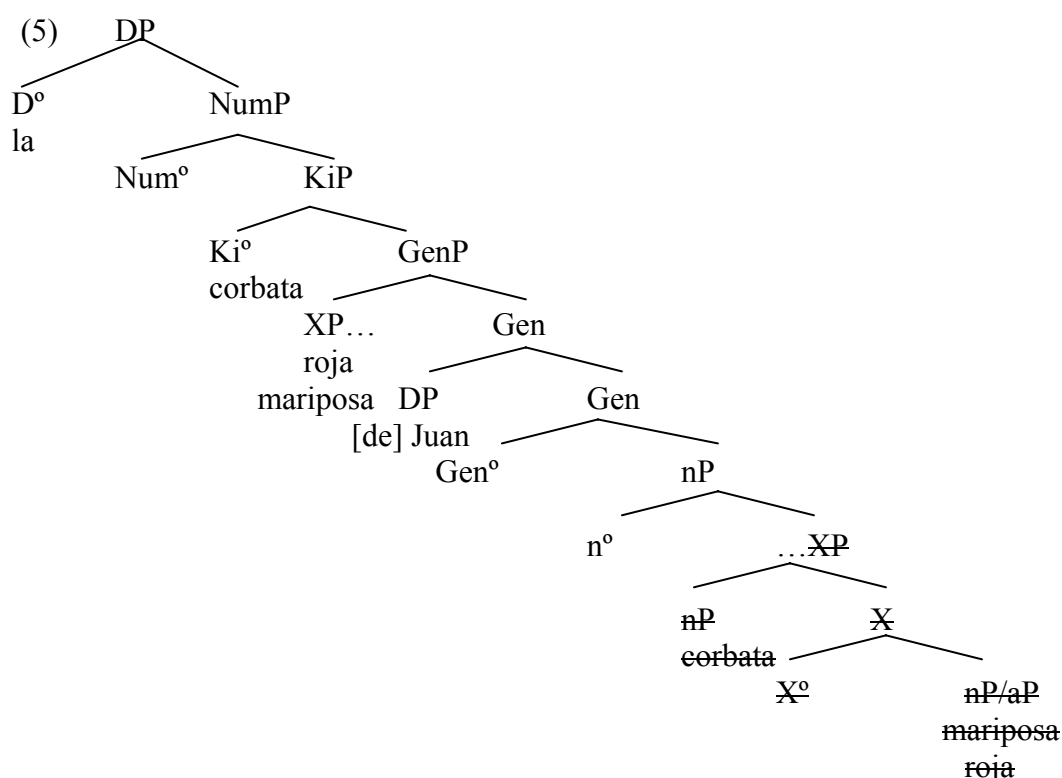 (5) DP
Dº NumP
la
Numº KiP
Kiº GenP
corbata
XP… Gen
roja
mariposa DP Gen
[de] Juan
Genº nP
nº …XP
nP X
corbata
Xº nP/aP
mariposa
roja